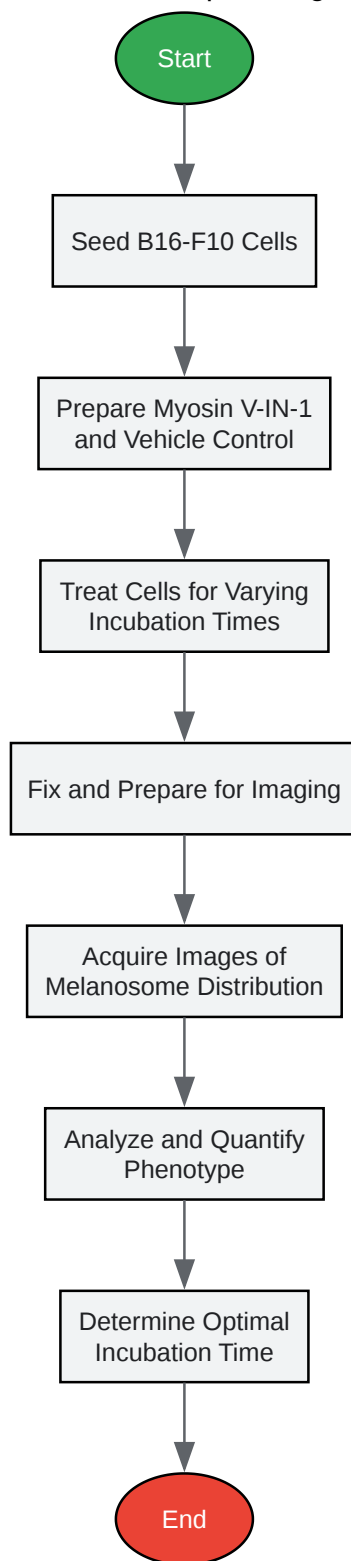 Start
Seed B16-F10 Cells
Prepare Myosin V-IN-1
and Vehicle Control
Treat Cells for Varying
Incubation Times
Fix and Prepare for Imaging
Acquire Images of
Melanosome Distribution
Analyze and Quantify
Phenotype
Determine Optimal
Incubation Time
End